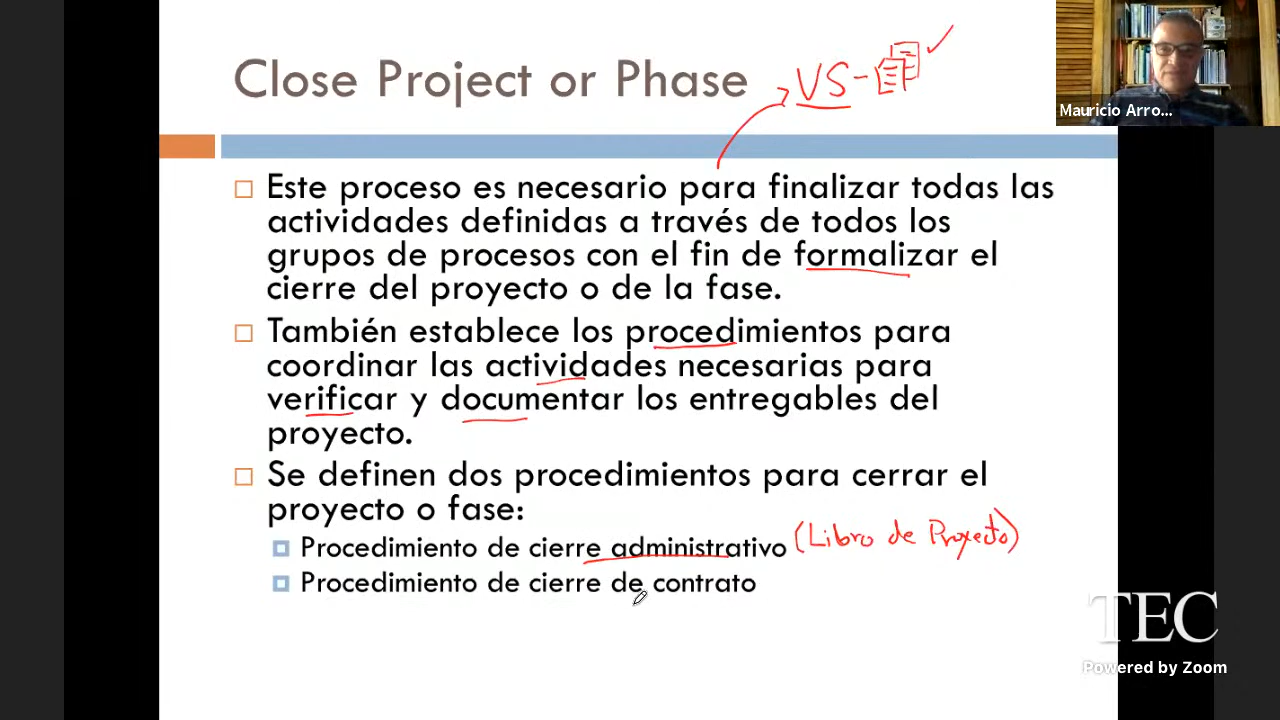 Close Project or Phase
VS-
Mauricio Arro...
Este proceso es necesario para finalizar todas las
actividades definidas a través de todos los
grupos de procesos con el fin de formalizar el
cierre del proyecto o de la fase.
También establece los procedimientos para
coordinar las actividades necesarias para
verificar y documentar los entregables del
proyecto.
Se definen dos procedimientos para cerrar el
proyecto o fase:
Procedimiento de cierre administrativo (Libro de Proyecto)
Procedimiento de cierre de contrato
TEC
Powered by Zoom